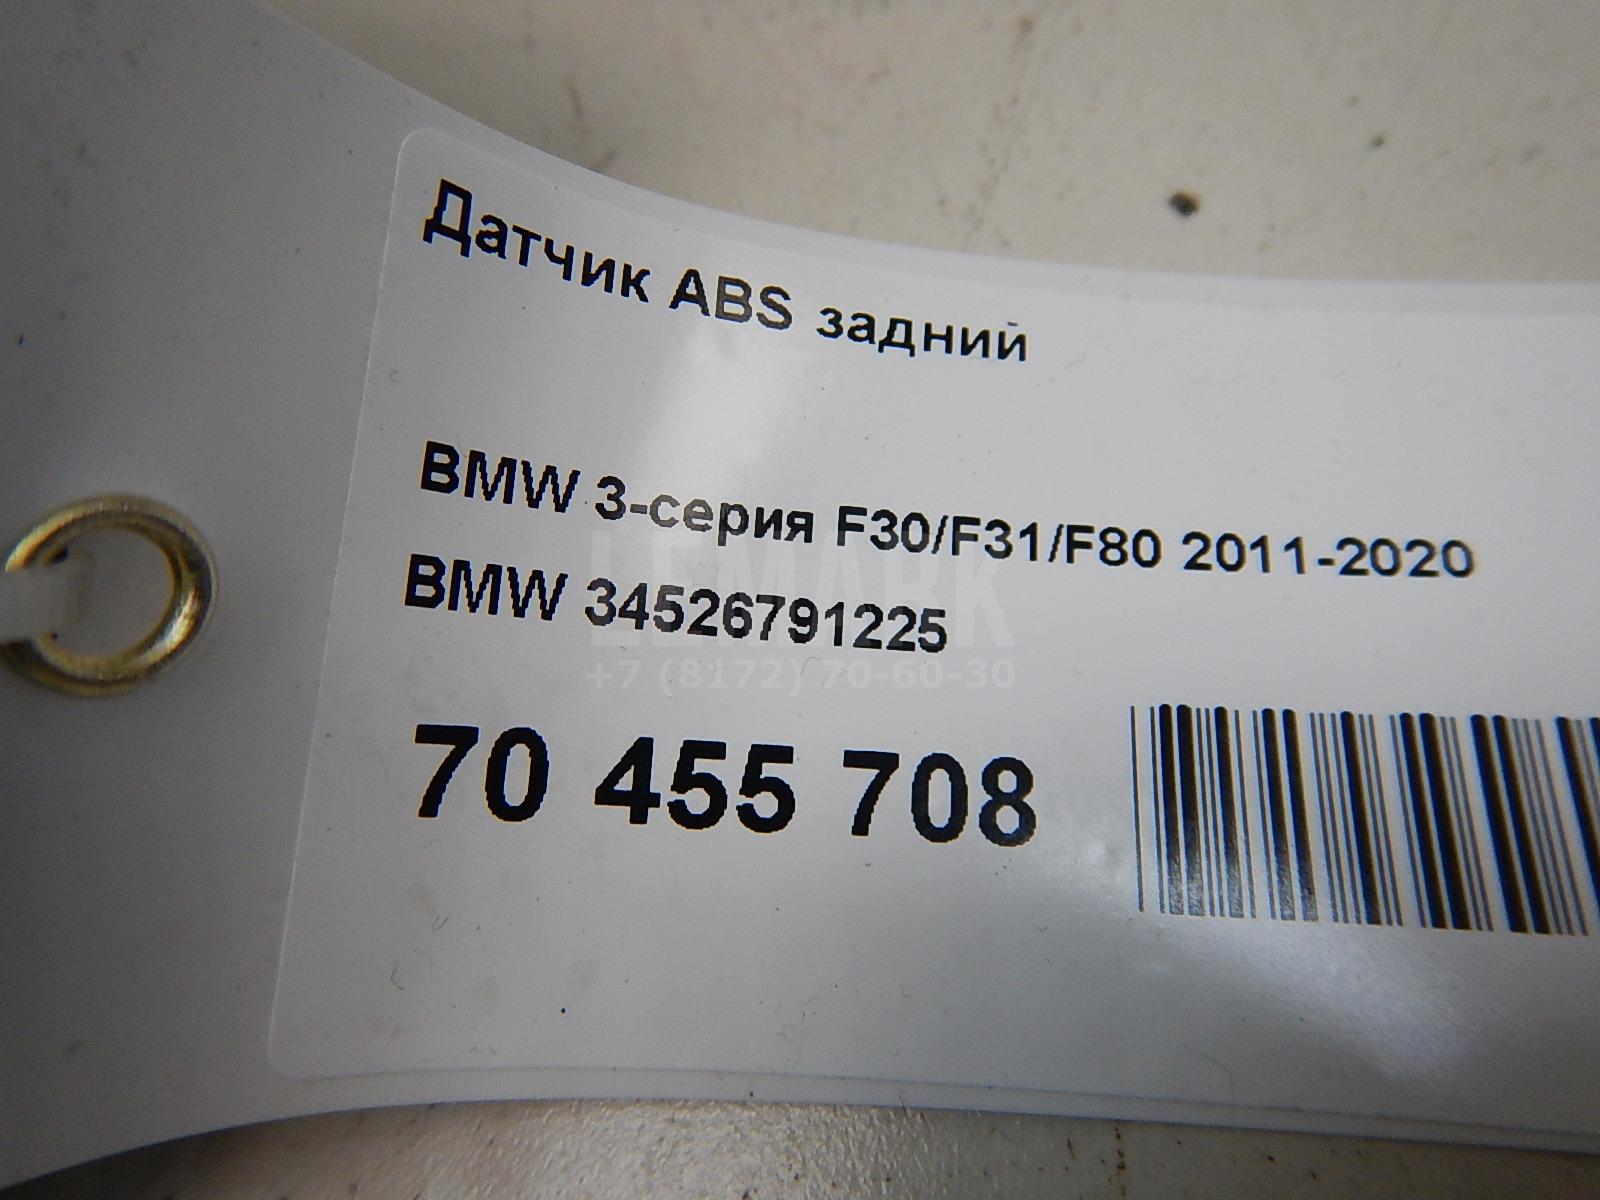 Датчик ABS задний
BMW 3-серия F30/F31/F80 2011-2020
BMW 34526791225
LEMARK
+7 (8172) 70-60-30
70 455 708